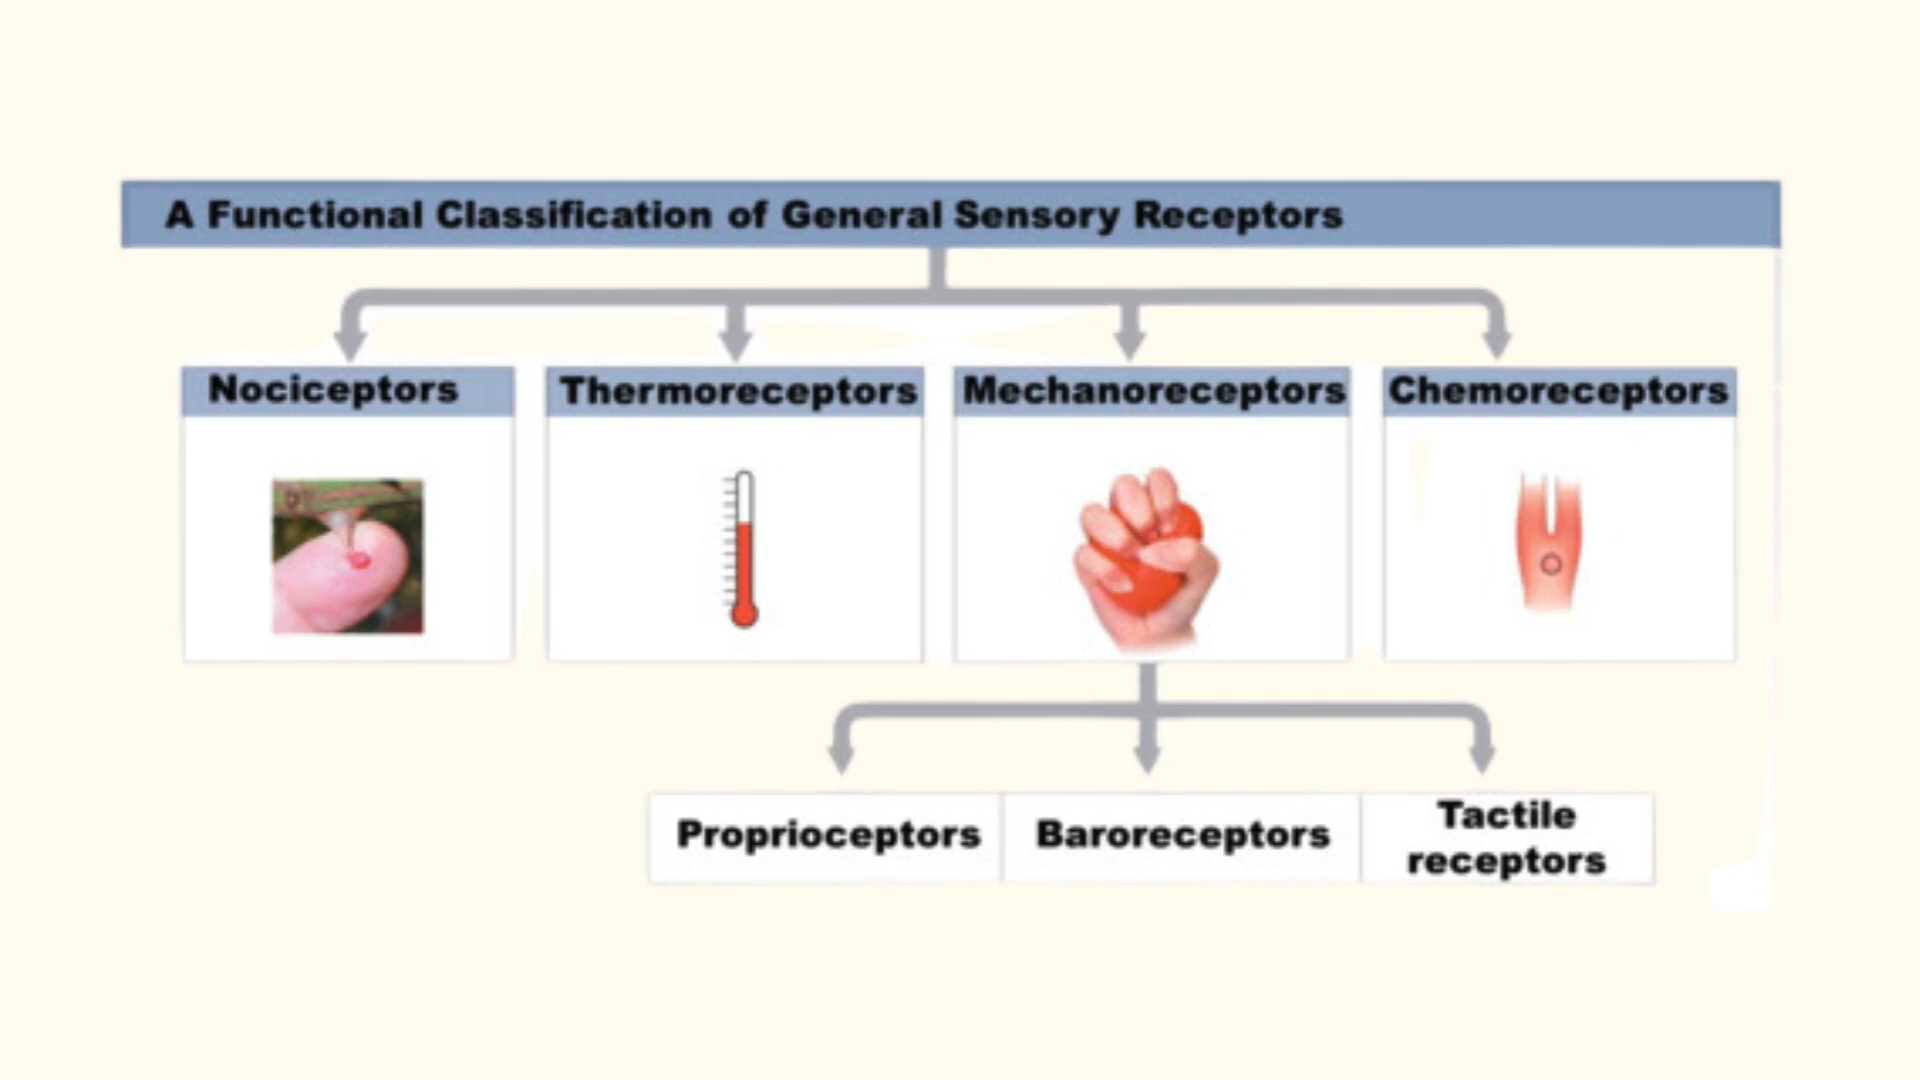 A Functional Classification of General Sensory Receptors
Nociceptors
Thermoreceptors
Mechanoreceptors
Chemoreceptors
Proprioceptors
Baroreceptors
Tactile
receptors